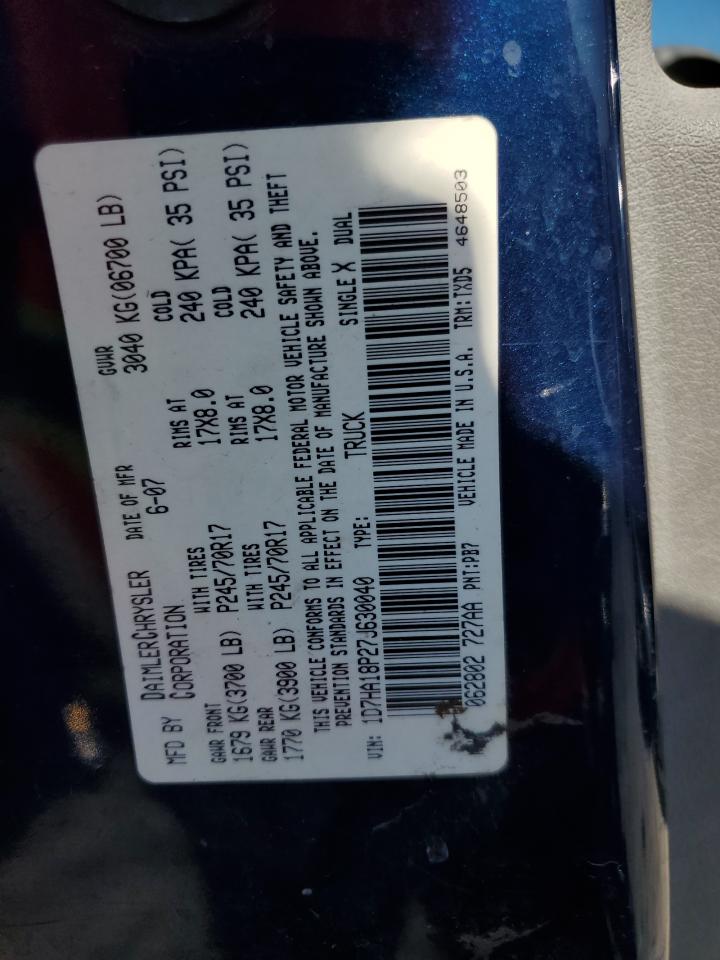 MFD BY DAIMLERCHRYSLER CORPORATION DATE OF MFR 6-07 GVWR 3040 KG(06700 LB)
GAWR FRONT WITH TIRES RIMS AT COLD
1679 KG(3700 LB) P245/70R17 17X8.0 240 KPA( 35 PSI)
GAWR REAR WITH TIRES RIMS AT COLD
1770 KG(3900 LB) P245/70R17 17X8.0 240 KPA( 35 PSI)
THIS VEHICLE CONFORMS TO ALL APPLICABLE FEDERAL MOTOR VEHICLE SAFETY AND THEFT
PREVENTION STANDARDS IN EFFECT ON THE DATE OF MANUFACTURE SHOWN ABOVE.
VIN: 1D7HA18P27J630040 TYPE: TRUCK SINGLE X DUAL
062802 727AA PNT:PB7 VEHICLE MADE IN U.S.A. TRM:TXD5 4648503